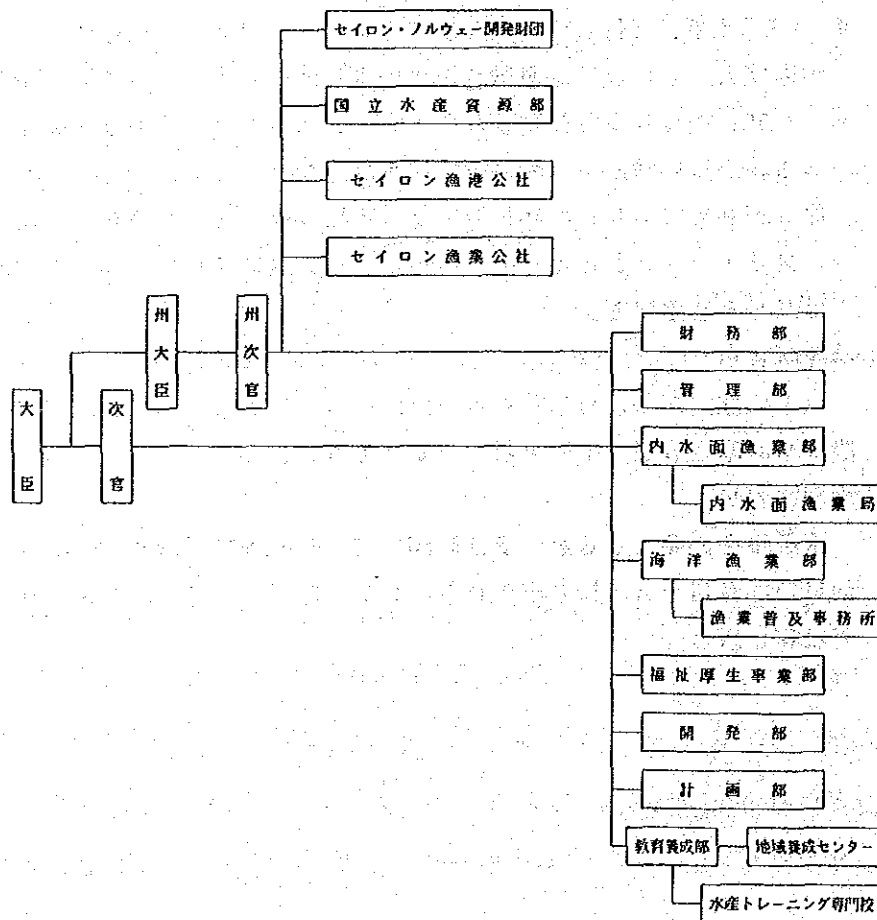 セイロン・ノルウェー開発財団
国立水産資源部
セイロン漁港公社
セイロン漁業公社
州大臣
州次官
大臣
次官
財務部
管理部
内水面漁業部
内水面漁業局
海洋漁業部
漁業普及事務所
福祉厚生事業部
開発部
計画部
教育養成部
地域養成センター
水産トレーニング専門校